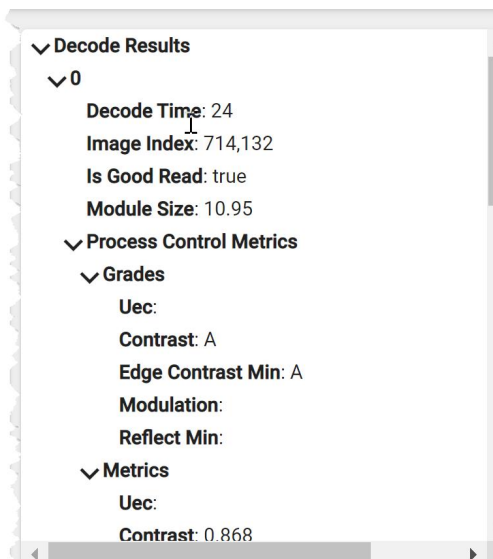 Decode Results
0
Decode Time: 24
Image Index: 714,132
Is Good Read: true
Module Size: 10.95
Process Control Metrics
Grades
Uec:
Contrast: A
Edge Contrast Min: A
Modulation:
Reflect Min:
Metrics
Uec:
Contrast: 0.868